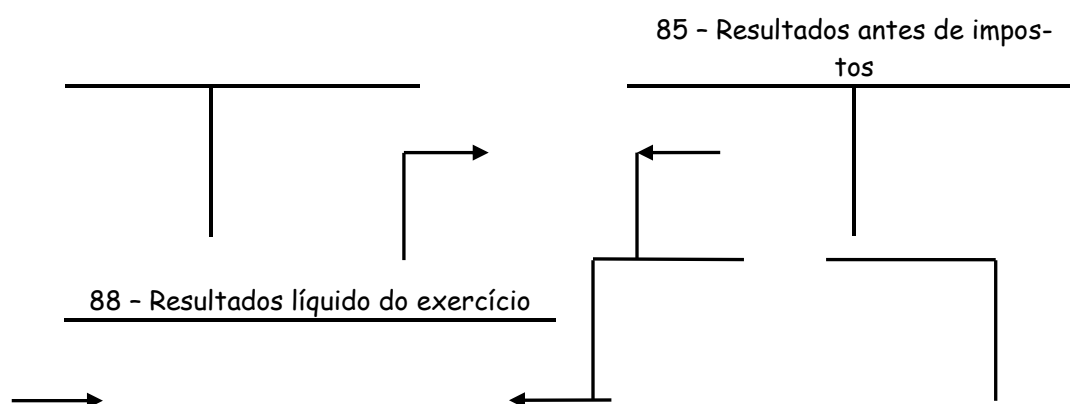 85 – Resultados antes de impos-
tos
88 – Resultados líquido do exercício